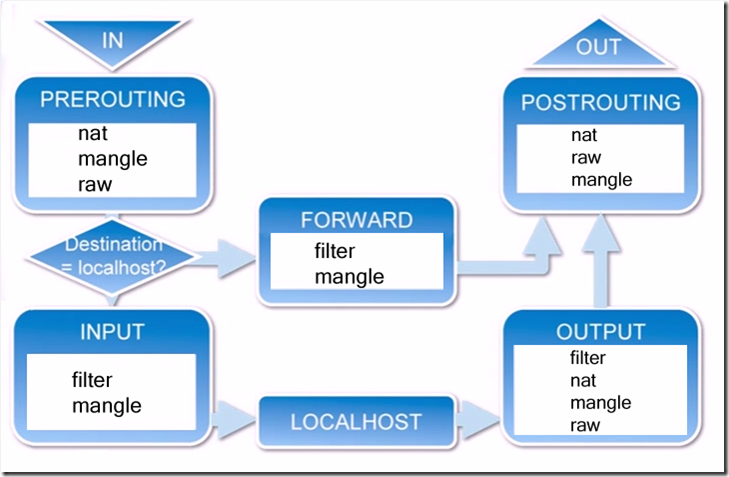 IN
PREROUTING
nat
mangle
raw
Destination
= localhost?
INPUT
filter
mangle
FORWARD
filter
mangle
LOCALHOST
OUTPUT
filter
nat
mangle
raw
POSTROUTING
nat
raw
mangle
OUT